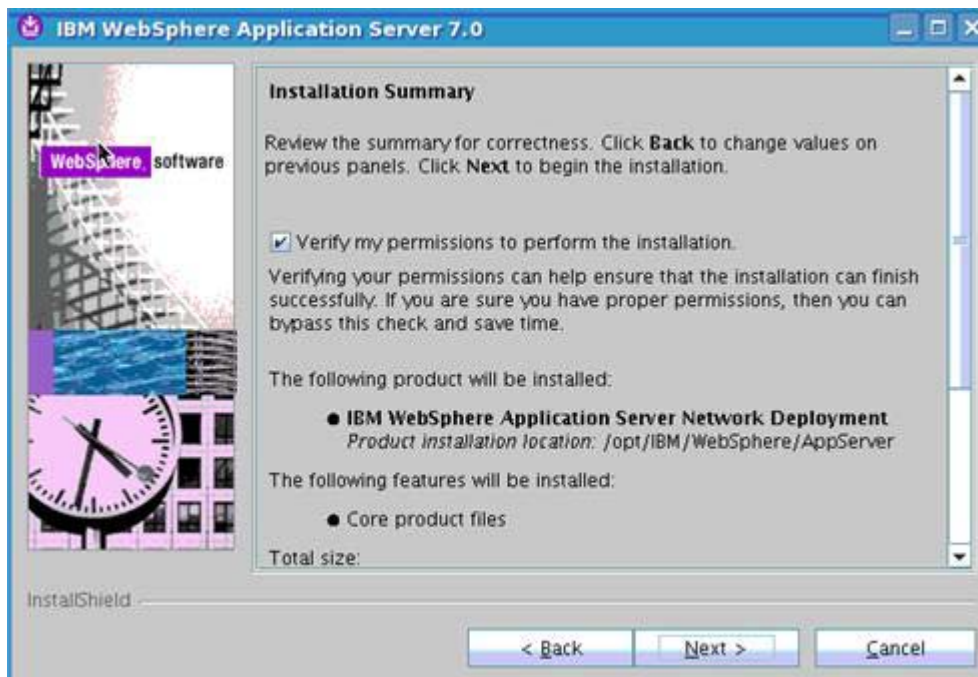 IBM WebSphere Application Server 7.0
WebSphere. software
Installation Summary
Review the summary for correctness. Click Back to change values on
previous panels. Click Next to begin the installation.
Verify my permissions to perform the installation.
Verifying your permissions can help ensure that the installation can finish
successfully. If you are sure you have proper permissions, then you can
bypass this check and save time.
The following product will be installed:
● IBM WebSphere Application Server Network Deployment
Product installation location: /opt/IBM/WebSphere/AppServer
The following features will be installed:
● Core product files
Total size:
InstallShield
< Back
Next >
Cancel